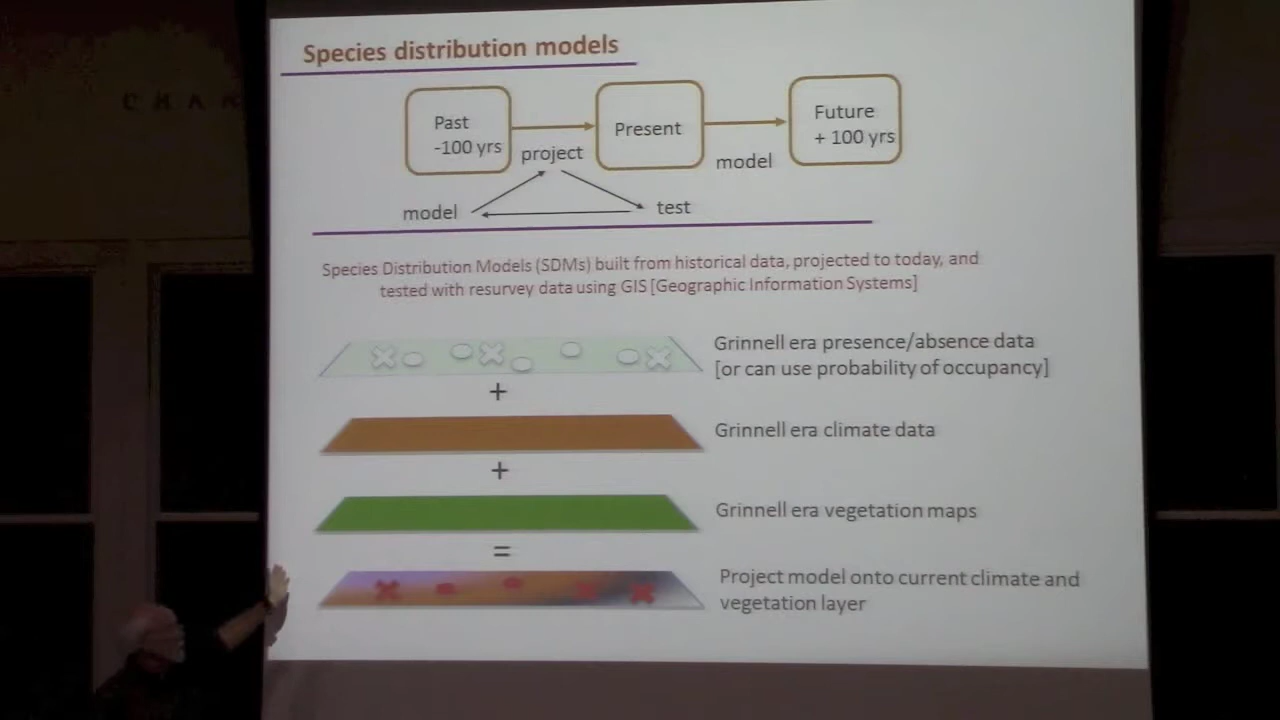 Species distribution models
Past
-100 yrs
project
Present
model
Future
+ 100 yrs
model
test
Species Distribution Models (SDMs) built from historical data, projected to today, and
tested with resurvey data using GIS [Geographic Information Systems]
Grinnell era presence/absence data
[or can use probability of occupancy]
+
Grinnell era climate data
+
Grinnell era vegetation maps
=
Project model onto current climate and
vegetation layer